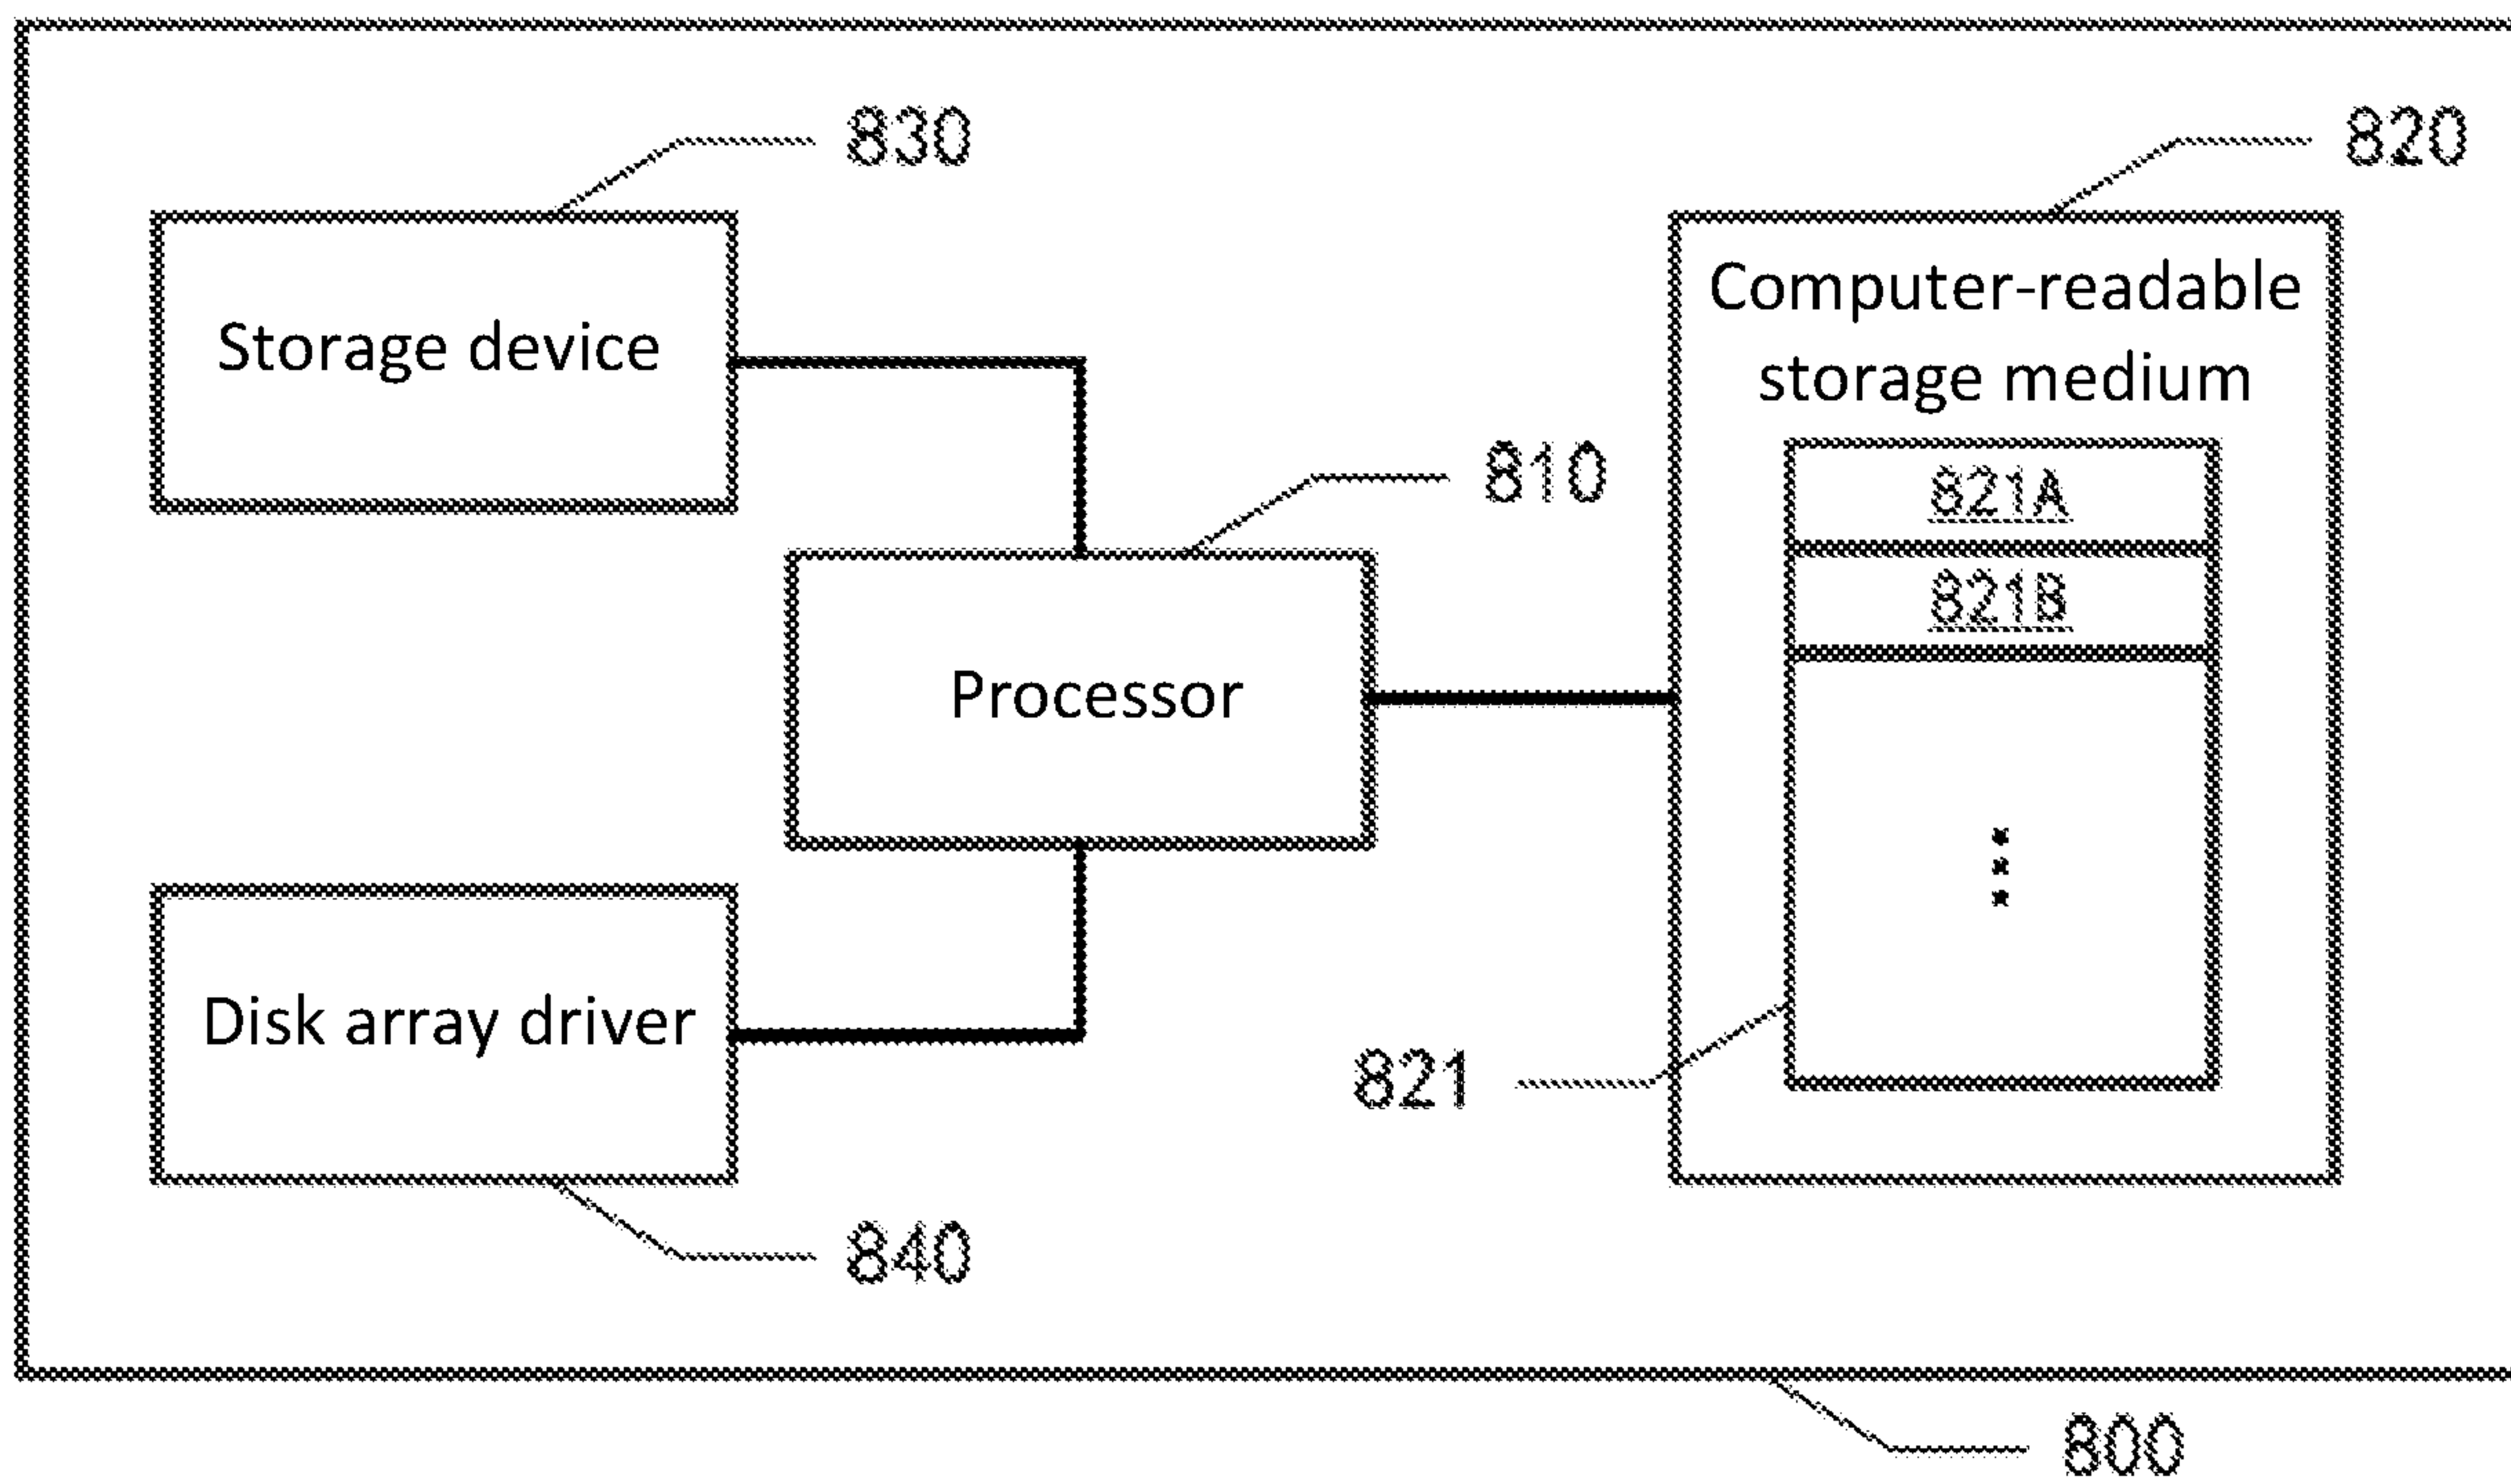 830
820
Storage device
Computer-readable
storage medium
810
821A
821B
Processor
Disk array driver
821
840
800